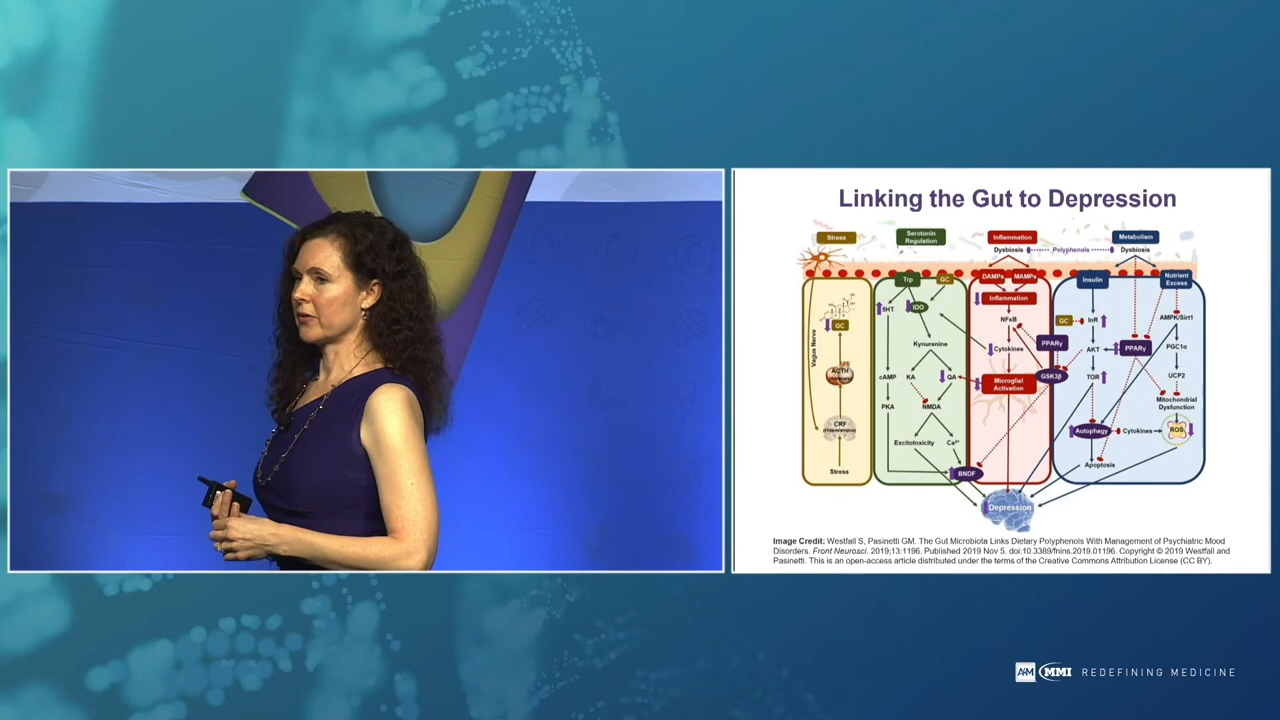 Linking the Gut to Depression
Stress
Serotonin
Regulation
Inflammation
Dysbiosis
Polyphenols
Metabolism
Dysbiosis
Trp
GC
DAMPs
MAMPs
Insulin
Nutrient
Excess
Vagus Nerve
GC
ACTH
CRF
(Hypothalamus)
Stress
5HT
IDO
Kynurenine
cAMP
KA
QA
PKA
NMDA
Excitotoxicity
Ca2+
BNDF
Inflammation
NFκB
Cytokines
Microglial
Activation
PPARγ
GSK3β
GC
InR
AKT
PPARγ
TOR
Autophagy
Cytokines
Apoptosis
AMPK/Sirt1
PGC1α
UCP2
Mitochondrial
Dysfunction
ROS
Depression
Image Credit: Westfall S, Pasinetti GM. The Gut Microbiota Links Dietary Polyphenols With Management of Psychiatric Mood
Disorders. Front Neurosci. 2019;13:1196. Published 2019 Nov 5. doi:10.3389/fnins.2019.01196. Copyright © 2019 Westfall and
Pasinetti. This is an open-access article distributed under the terms of the Creative Commons Attribution License (CC BY).
A4M
MMI
REDEFINING MEDICINE